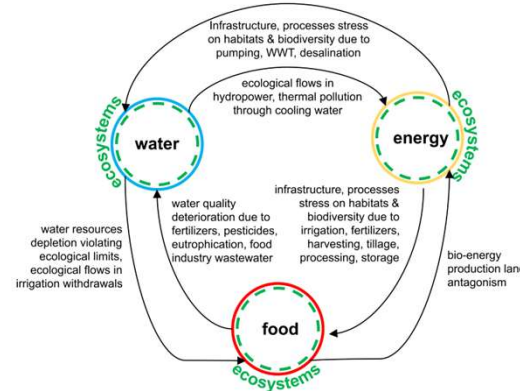 Infrastructure, processes stress
on habitats & biodiversity due to
pumping, WWT, desalination
ecological flows in
hydropower, thermal pollution
through cooling water
ecosystems
water
energy
ecosystems
water quality
deterioration due to
fertilizers, pesticides,
eutrophication, food
industry wastewater
infrastructure, processes
stress on habitats &
biodiversity due to
irrigation, fertilizers,
harvesting, tillage,
processing, storage
water resources
depletion violating
ecological limits,
ecological flows in
irrigation withdrawals
bio-energy
production land
antagonism
food
ecosystems